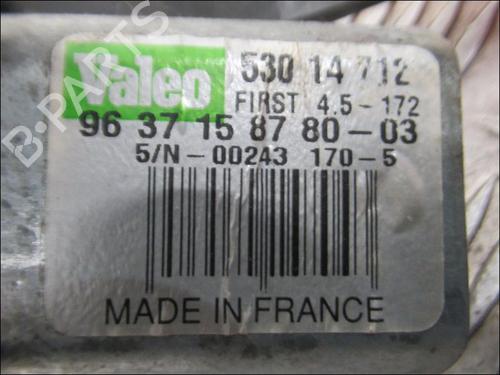 Valeo 530 14 712
FIRST 4.5-172
96 37 15 87 80-03
S/N-00243 170-5
MADE IN FRANCE
B-PARTS